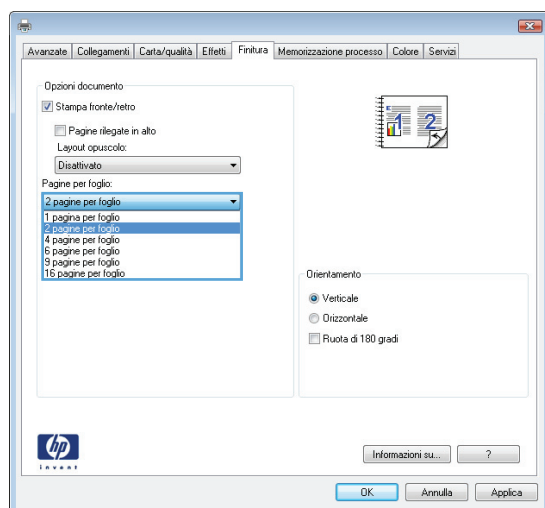 Avanzate Collegamenti Carta/qualità Effetti Finitura Memorizzazione processo Colore Servizi
Opzioni documento
Stampa fronte/retro
Pagine rilegate in alto
Layout opuscolo:
Disattivato
Pagine per foglio:
2 pagine per foglio
1 pagina per foglio
2 pagine per foglio
4 pagine per foglio
6 pagine per foglio
9 pagine per foglio
16 pagine per foglio
1 2
Orientamento
Verticale
Orizzontale
Ruota di 180 gradi
hp
invent
Informazioni su... ?
OK Annulla Applica